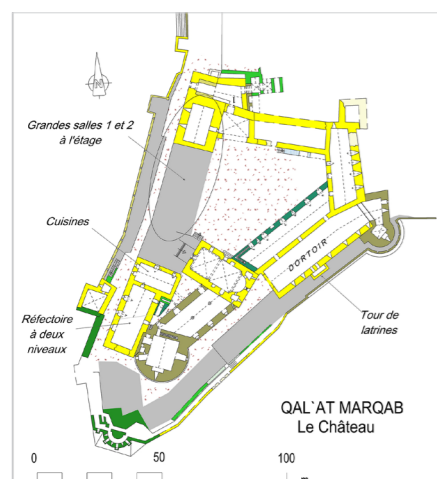 N
Grandes salles 1 et 2
à l'étage
Cuisines
DORTOIR
Réfectoire
à deux
niveaux
Tour de
latrines
QAL`AT MARQAB
Le Château
0 50 100